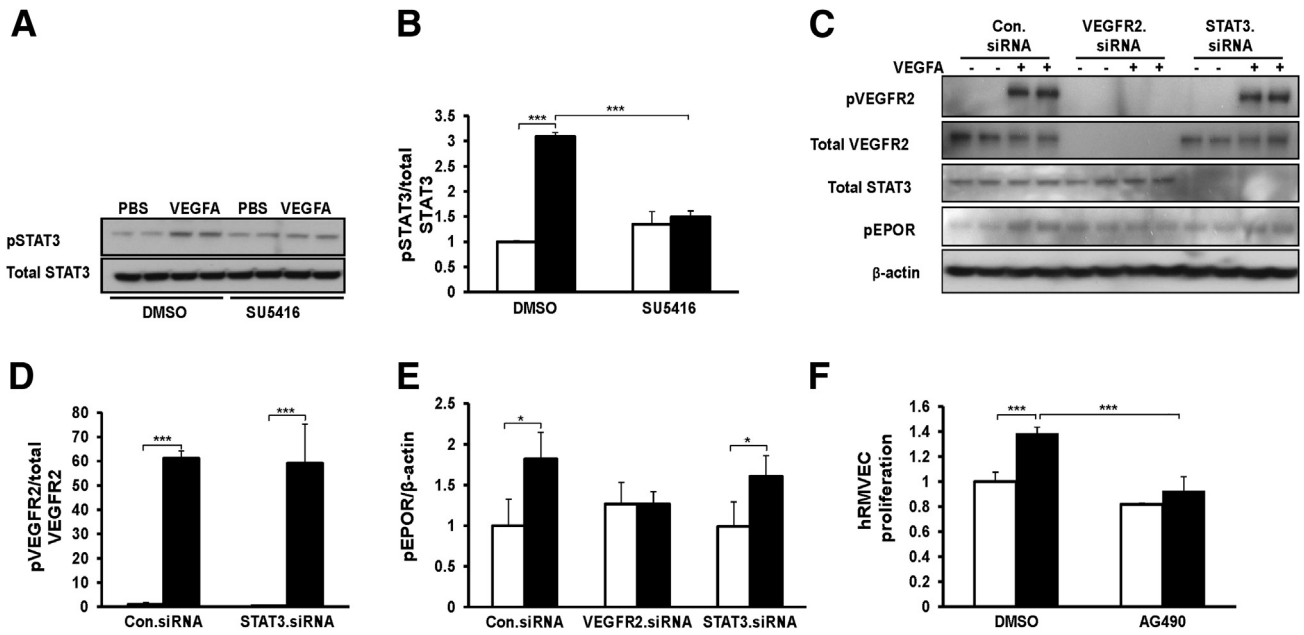 A
PBS VEGFA PBS VEGFA
pSTAT3
Total STAT3
DMSO SU5416
B
pSTAT3/total
STAT3
3.5
3
2.5
2
1.5
1
0.5
0
***
***
DMSO SU5416
C
Con.
siRNA
VEGFR2.
siRNA
STAT3.
siRNA
VEGFA - - + + - - + + - - + +
pVEGFR2
Total VEGFR2
Total STAT3
pEPOR
β-actin
D
pVEGFR2/total
VEGFR2
80
70
60
50
40
30
20
10
0
***
***
Con.siRNA STAT3.siRNA
E
pEPOR/β-actin
2.5
2
1.5
1
0.5
0
*
*
Con.siRNA VEGFR2.siRNA STAT3.siRNA
F
hRMVEC
proliferation
1.6
1.4
1.2
1
0.8
0.6
0.4
0.2
0
***
***
DMSO AG490